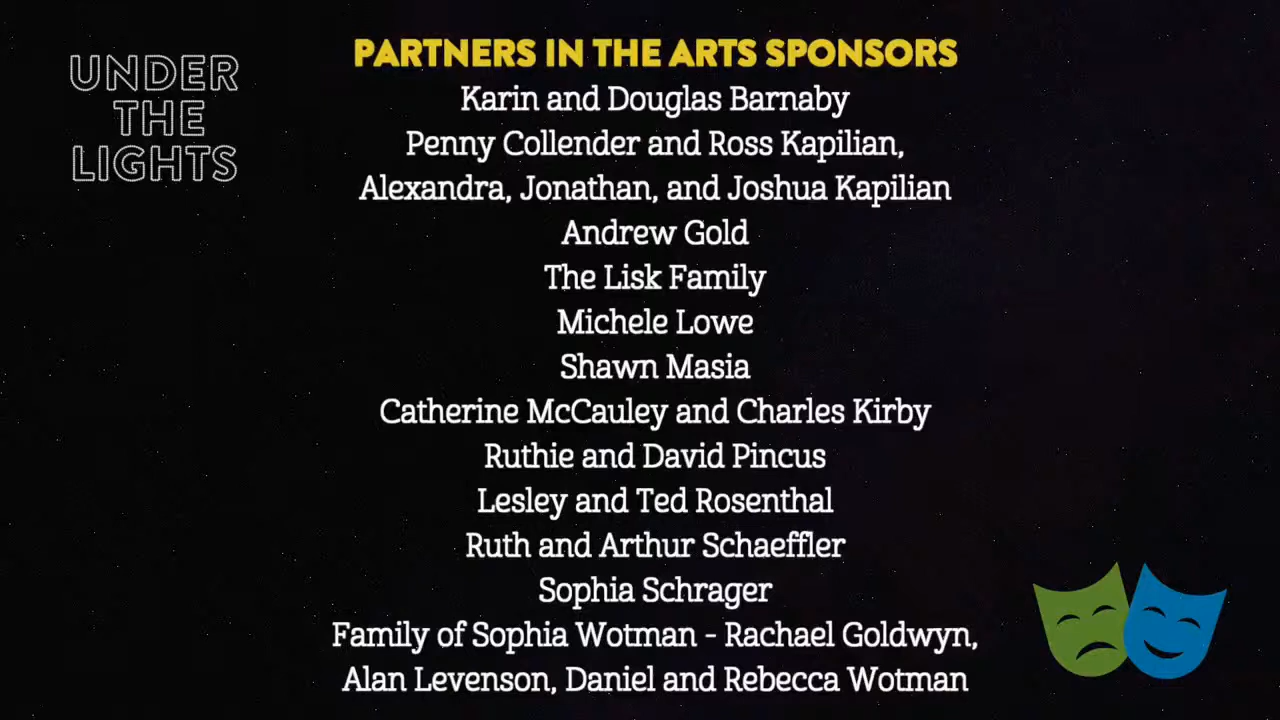 UNDER
THE
LIGHTS
PARTNERS IN THE ARTS SPONSORS
Karin and Douglas Barnaby
Penny Collender and Ross Kapilian,
Alexandra, Jonathan, and Joshua Kapilian
Andrew Gold
The Lisk Family
Michele Lowe
Shawn Masia
Catherine McCauley and Charles Kirby
Ruthie and David Pincus
Lesley and Ted Rosenthal
Ruth and Arthur Schaeffler
Sophia Schrager
Family of Sophia Wotman - Rachael Goldwyn,
Alan Levenson, Daniel and Rebecca Wotman